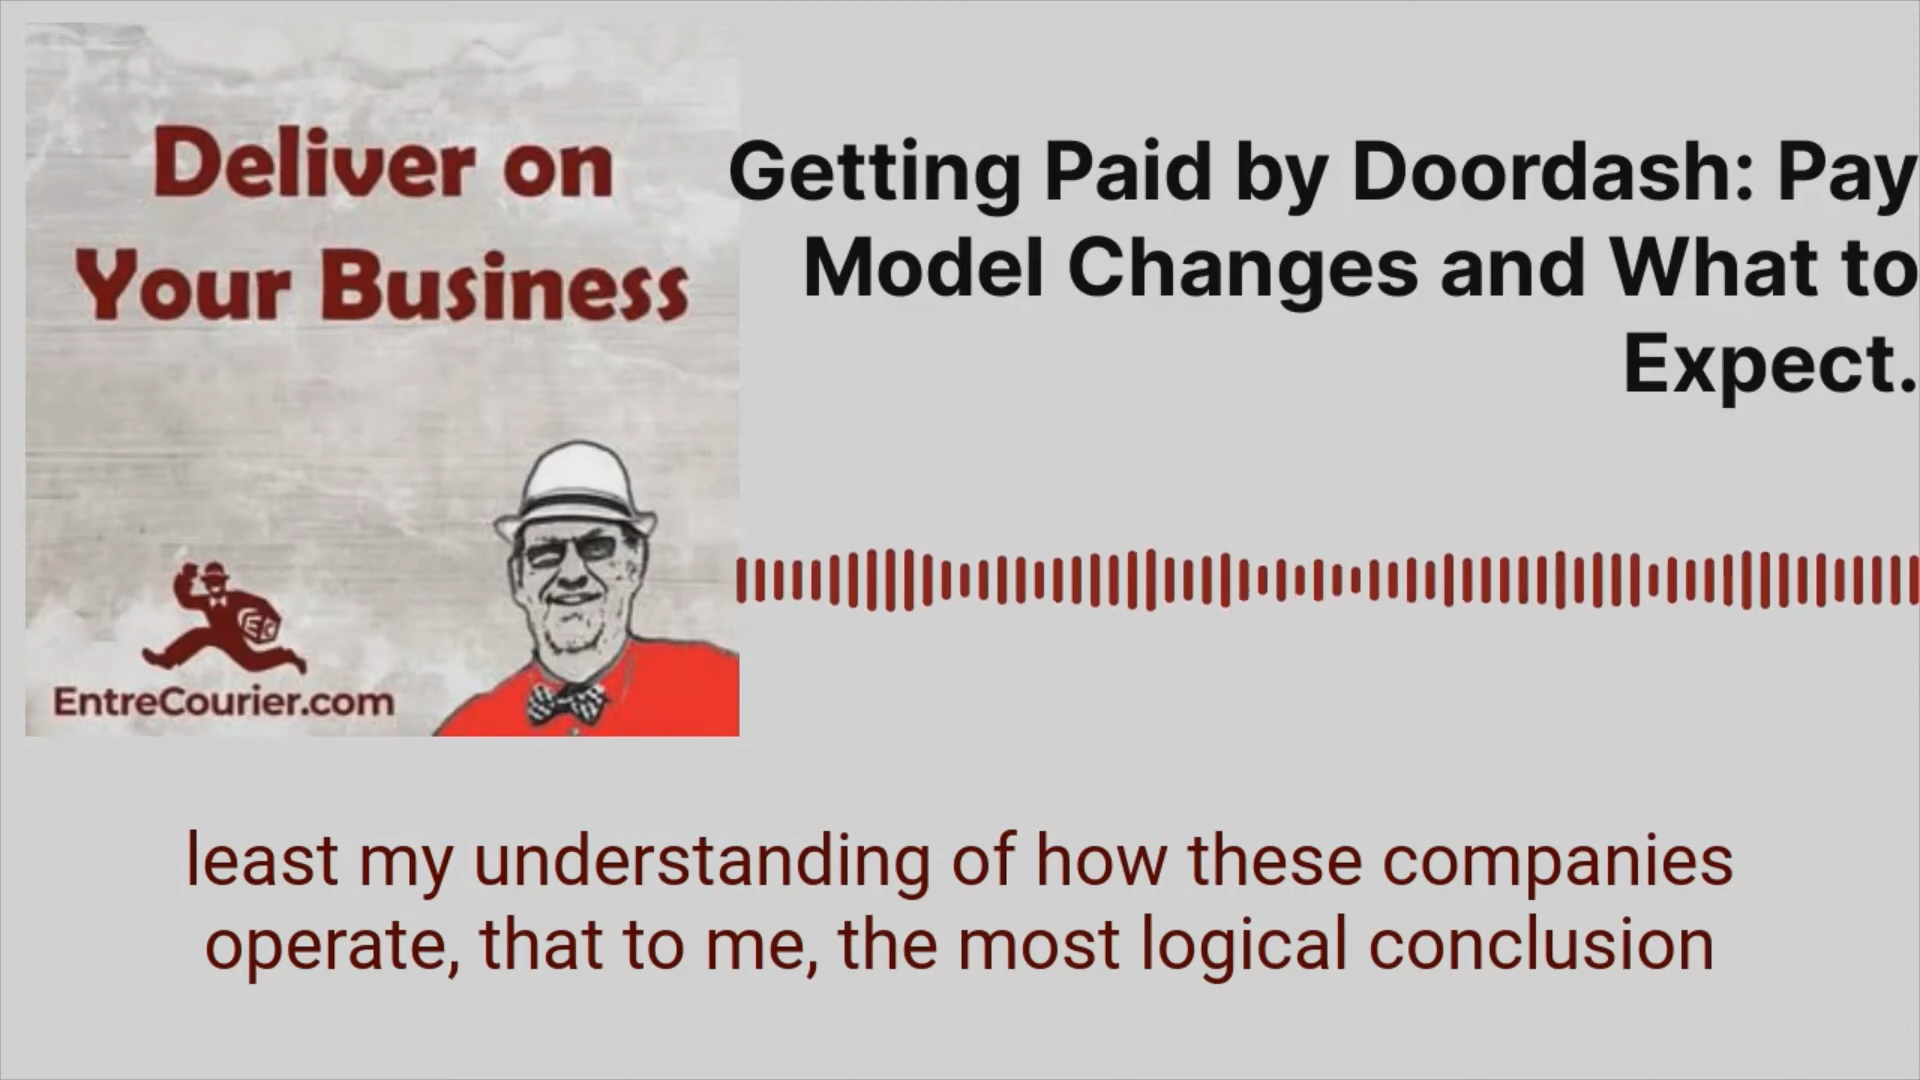 Deliver on
Your Business
EC
EntreCourier.com
Getting Paid by Doordash: Pay
Model Changes and What to
Expect.
least my understanding of how these companies
operate, that to me, the most logical conclusion